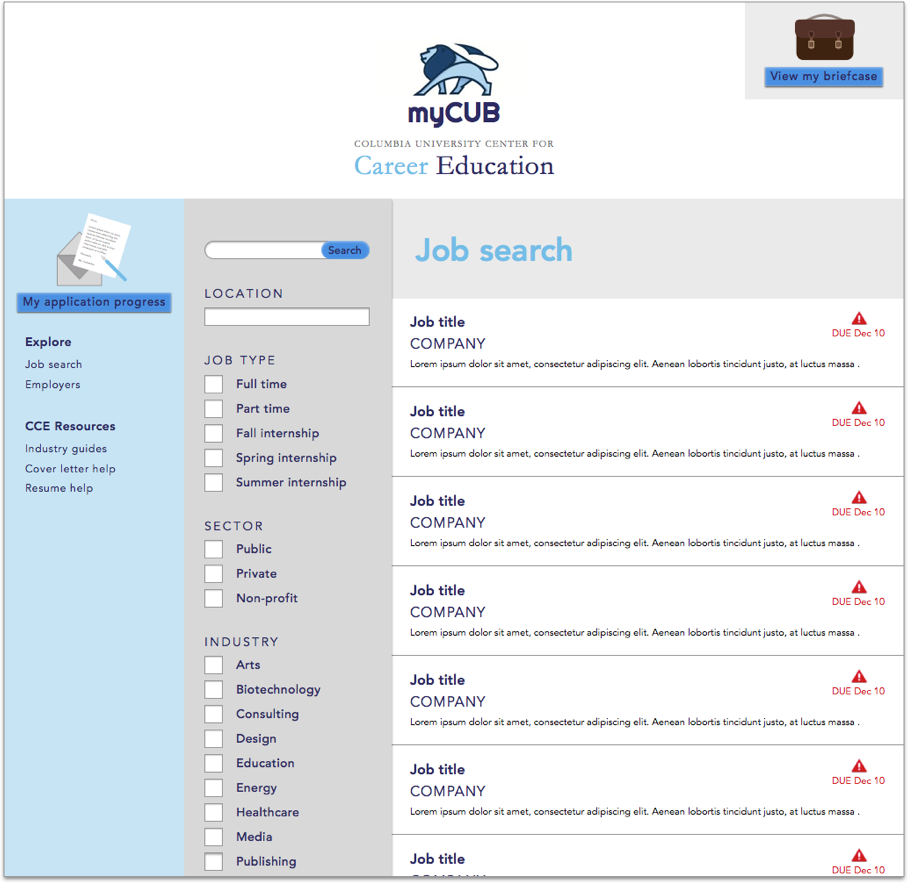 View my briefcase
myCUB
COLUMBIA UNIVERSITY CENTER FOR
Career Education
My application progress
Explore
Job search
Employers
CCE Resources
Industry guides
Cover letter help
Resume help
Search
LOCATION
JOB TYPE
Full time
Part time
Fall internship
Spring internship
Summer internship
SECTOR
Public
Private
Non-profit
INDUSTRY
Arts
Biotechnology
Consulting
Design
Education
Energy
Healthcare
Media
Publishing
Job search
Job title
DUE Dec 10
COMPANY
Lorem ipsum dolor sit amet, consectetur adipiscing elit. Aenean lobortis tincidunt justo, at luctus massa .
Job title
DUE Dec 10
COMPANY
Lorem ipsum dolor sit amet, consectetur adipiscing elit. Aenean lobortis tincidunt justo, at luctus massa .
Job title
DUE Dec 10
COMPANY
Lorem ipsum dolor sit amet, consectetur adipiscing elit. Aenean lobortis tincidunt justo, at luctus massa .
Job title
DUE Dec 10
COMPANY
Lorem ipsum dolor sit amet, consectetur adipiscing elit. Aenean lobortis tincidunt justo, at luctus massa .
Job title
DUE Dec 10
COMPANY
Lorem ipsum dolor sit amet, consectetur adipiscing elit. Aenean lobortis tincidunt justo, at luctus massa .
Job title
DUE Dec 10
COMPANY
Lorem ipsum dolor sit amet, consectetur adipiscing elit. Aenean lobortis tincidunt justo, at luctus massa .
Job title
DUE Dec 10